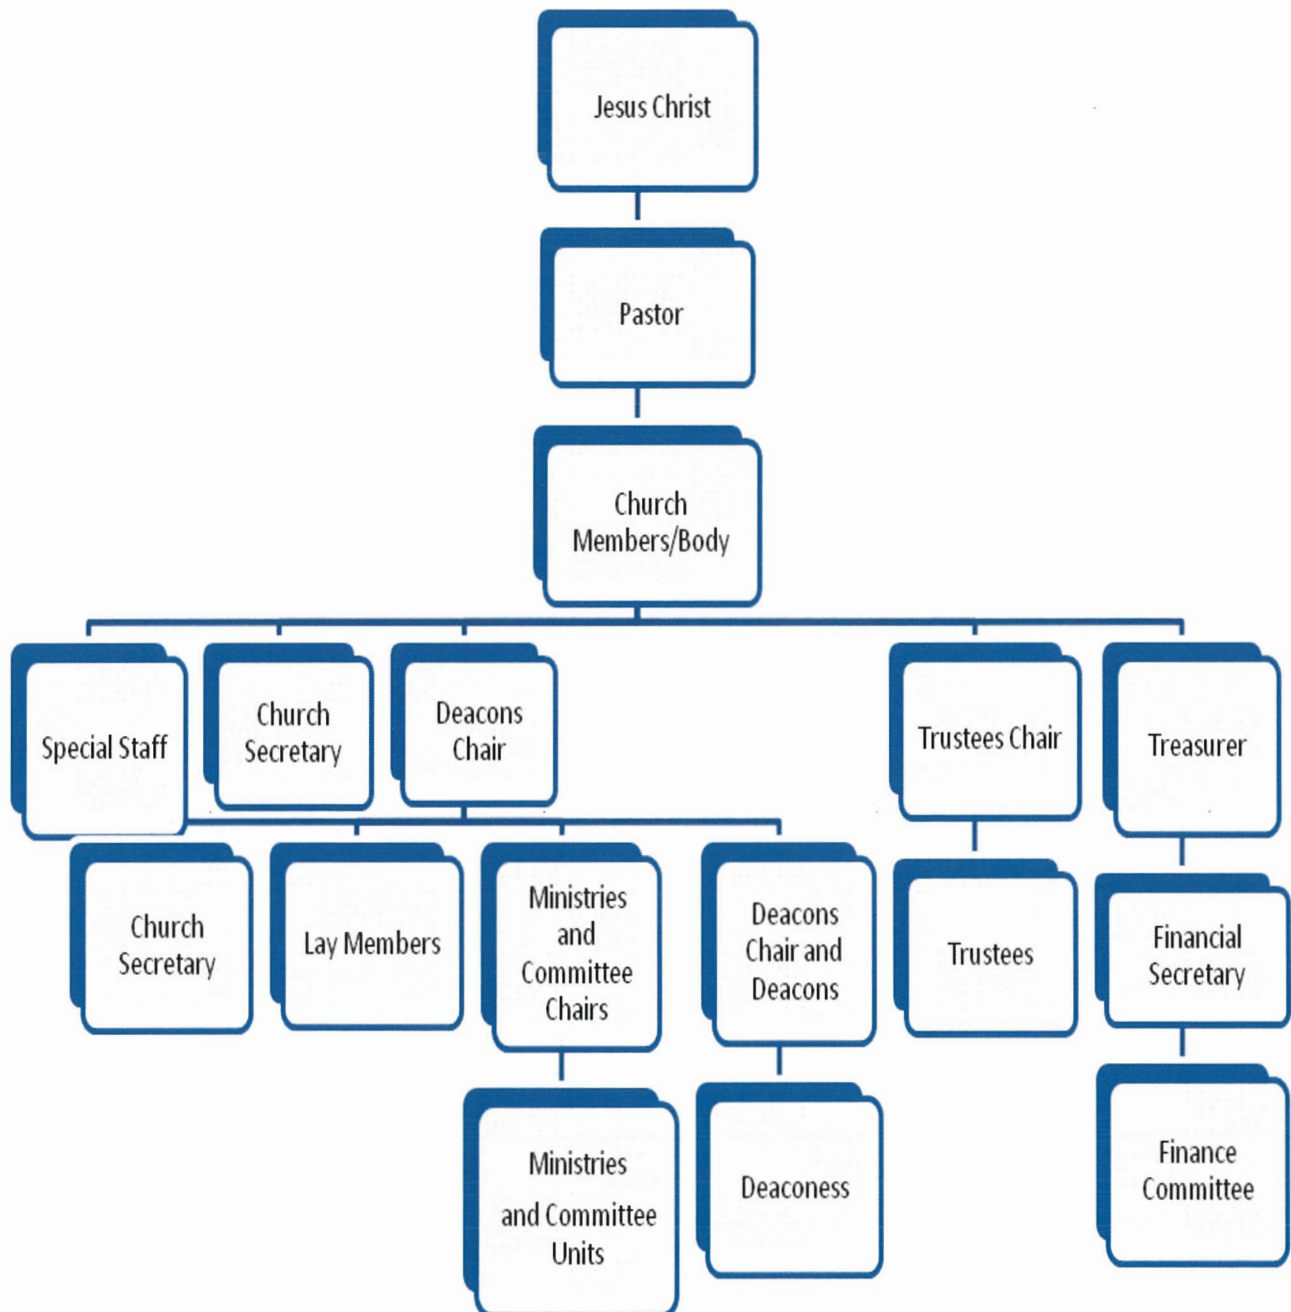 Jesus Christ
Pastor
Church
Members/Body
Special Staff
Church
Secretary
Deacons
Chair
Trustees Chair
Treasurer
Church
Secretary
Lay Members
Ministries
and
Committee
Chairs
Deacons
Chair and
Deacons
Trustees
Financial
Secretary
Ministries
and Committee
Units
Deaconess
Finance
Committee